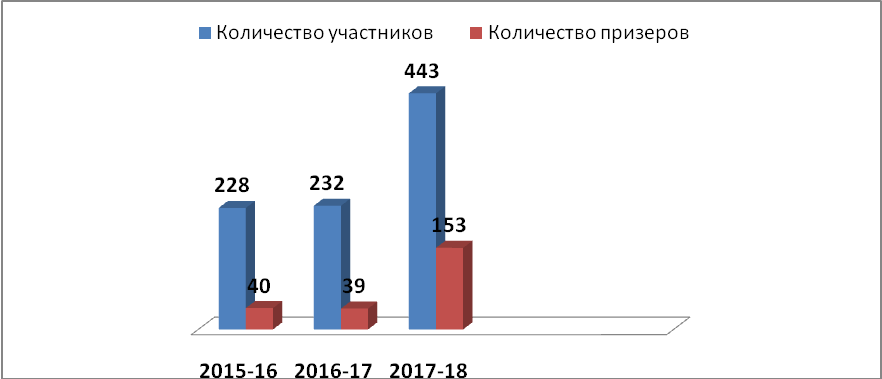 Количество участников Количество призеров
443
228 232
153
40 39
2015-16 2016-17 2017-18